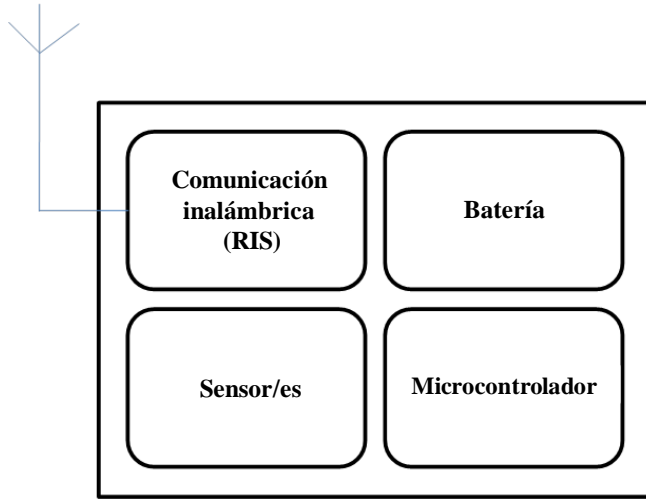 Comunicación
inalámbrica
(RIS)
Batería
Sensor/es
Microcontrolador